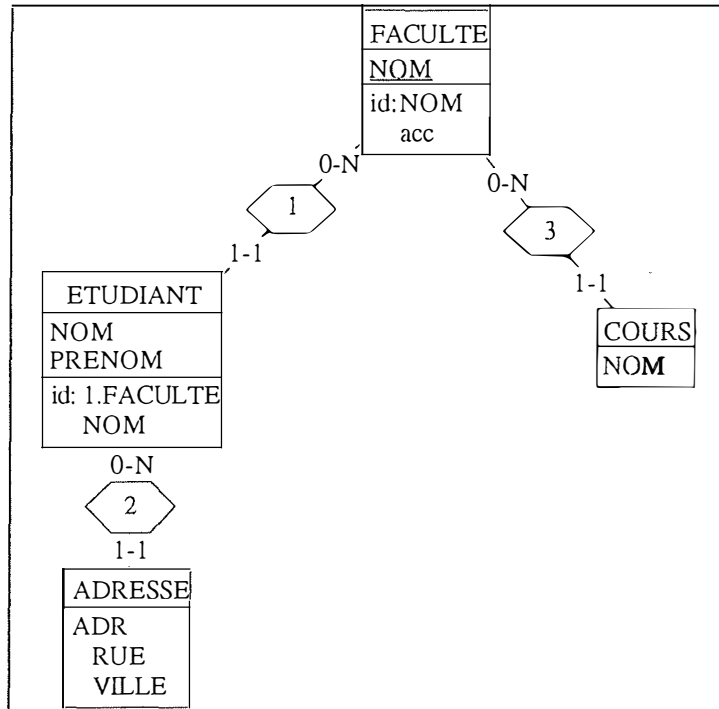 FACULTE
NOM
id:NOM
acc
0-N
0-N
1
3
1-1
1-1
ETUDIANT
NOM
PRENOM
id: 1.FACULTE
NOM
COURS
NOM
0-N
2
1-1
ADRESSE
ADR
RUE
VILLE